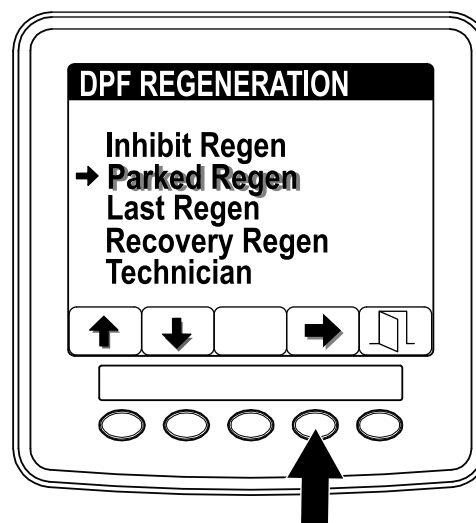 DPF REGENERATION
Inhibit Regen
Parked Regen
Last Regen
Recovery Regen
Technician